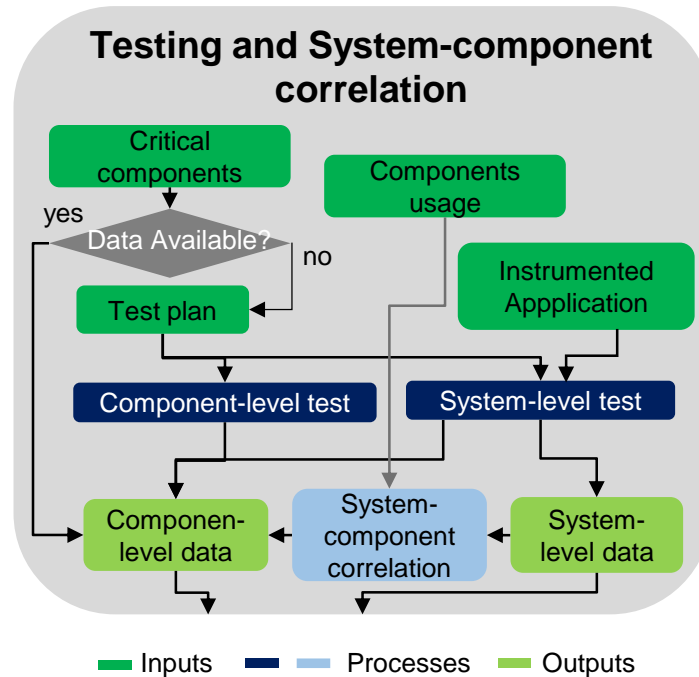 Testing and System-component
correlation
Critical
components
Components
usage
yes
Data Available?
no
Instrumented
Appplication
Test plan
Component-level test
System-level test
Componen-
level data
System-
component
correlation
System-
level data
Inputs
Processes
Outputs